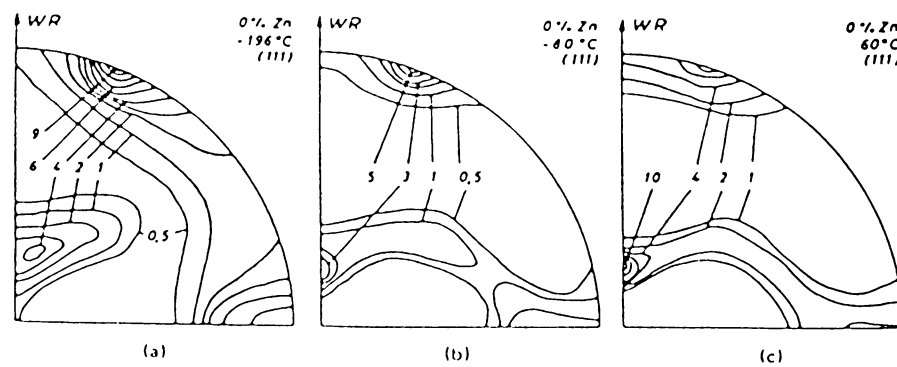 WR
0% Zn
-196°C
(111)
9
6 4 2 1
0,5
(a)
WR
0% Zn
-80°C
(111)
5 3 1 0,5
(b)
WR
0% Zn
60°C
(111)
10 4 2 1
(c)